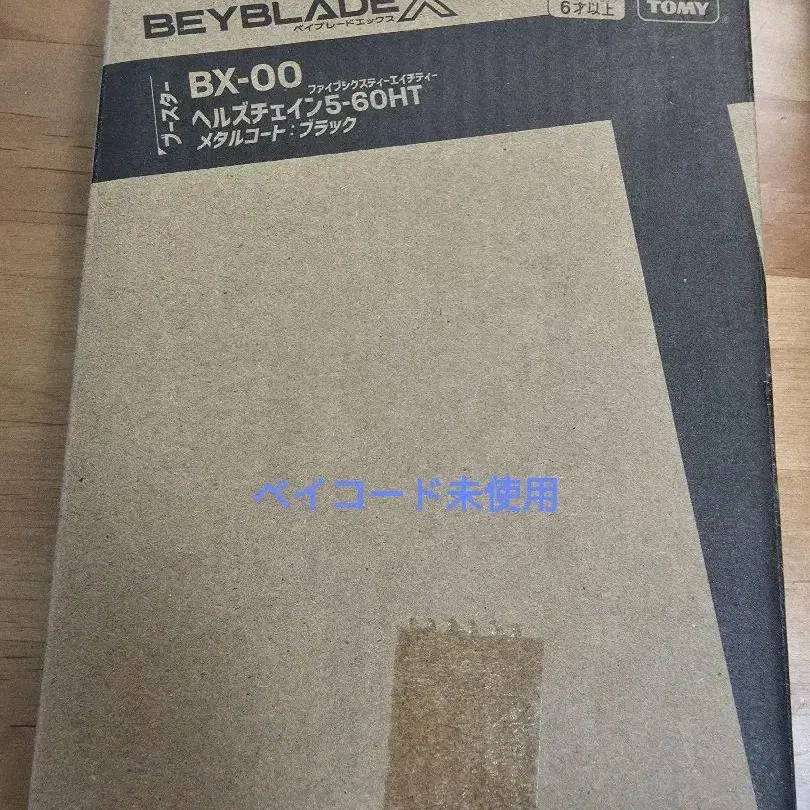 BEYBLADE X
ベイブレードエックス
6才以上
TOMY
ブースター
BX-00
ファイブシクスティーエイチティー
ヘルズチェイン5-60HT
メタルコート:ブラック
ベイコード未使用